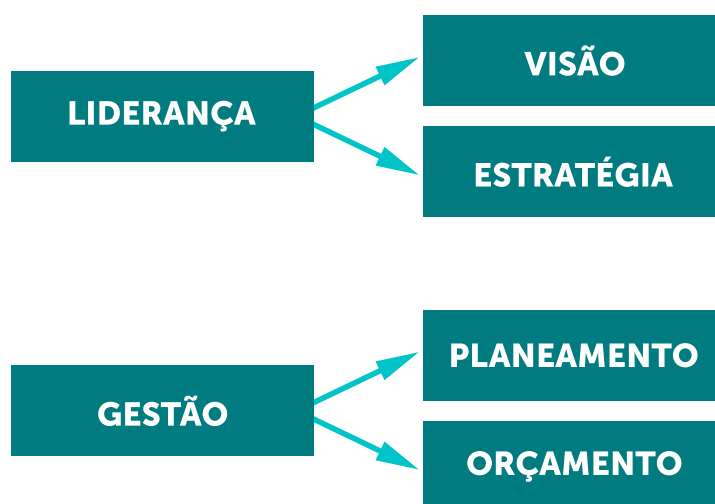 LIDERANÇA
VISÃO
ESTRATÉGIA
GESTÃO
PLANEAMENTO
ORÇAMENTO